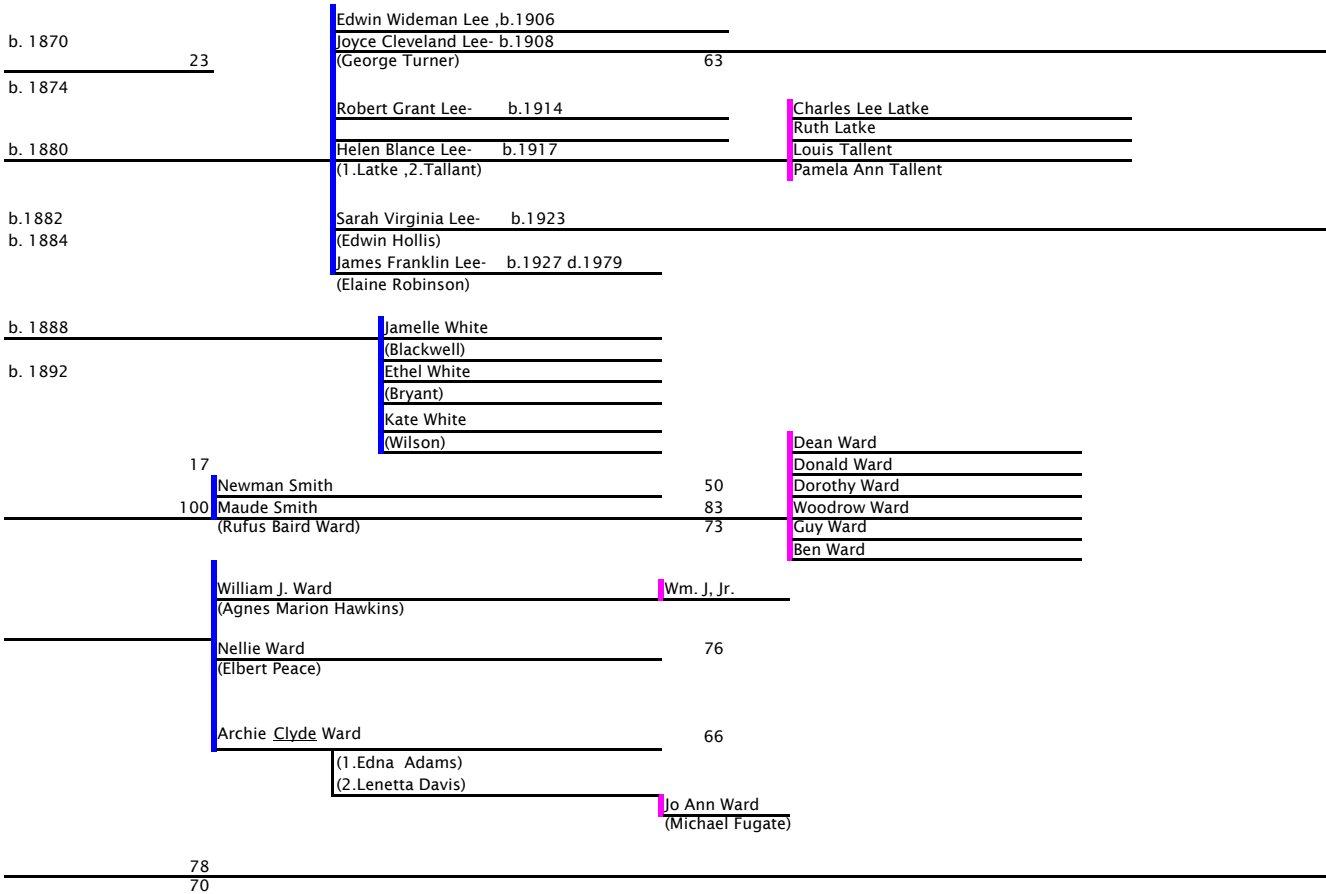 Edwin Wideman Lee ,b.1906
b. 1870 Joyce Cleveland Lee- b.1908
23 (George Turner) 63
b. 1874
Robert Grant Lee- b.1914 Charles Lee Latke
Ruth Latke
b. 1880 Helen Blance Lee- b.1917 Louis Tallent
(1.Latke ,2.Tallant) Pamela Ann Tallent
b.1882 Sarah Virginia Lee- b.1923
b. 1884 (Edwin Hollis)
James Franklin Lee- b.1927 d.1979
(Elaine Robinson)
b. 1888 Jamelle White
(Blackwell)
b. 1892 Ethel White
(Bryant)
Kate White
(Wilson) Dean Ward
17 Donald Ward
Newman Smith 50 Dorothy Ward
100 Maude Smith 83 Woodrow Ward
(Rufus Baird Ward) 73 Guy Ward
Ben Ward
William J. Ward Wm. J, Jr.
(Agnes Marion Hawkins)
Nellie Ward 76
(Elbert Peace)
Archie Clyde Ward 66
(1.Edna Adams)
(2.Lenetta Davis)
Jo Ann Ward
(Michael Fugate)
78
70